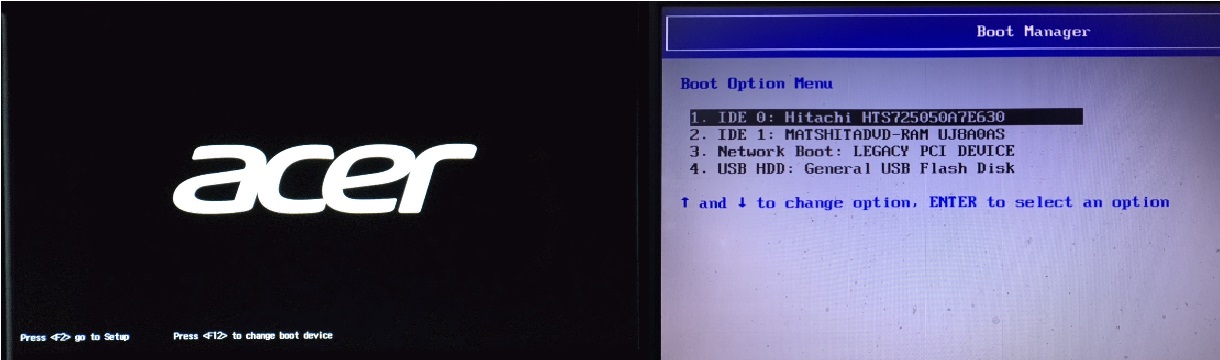 acer
Press <F2> go to Setup Press <F12> to change boot device
Boot Manager
Boot Option Menu
1. IDE 0: Hitachi HTS725050A7E630
2. IDE 1: MATSHITADVD-RAM UJ8A0AS
3. Network Boot: LEGACY PCI DEVICE
4. USB HDD: General USB Flash Disk
↑ and ↓ to change option, ENTER to select an option